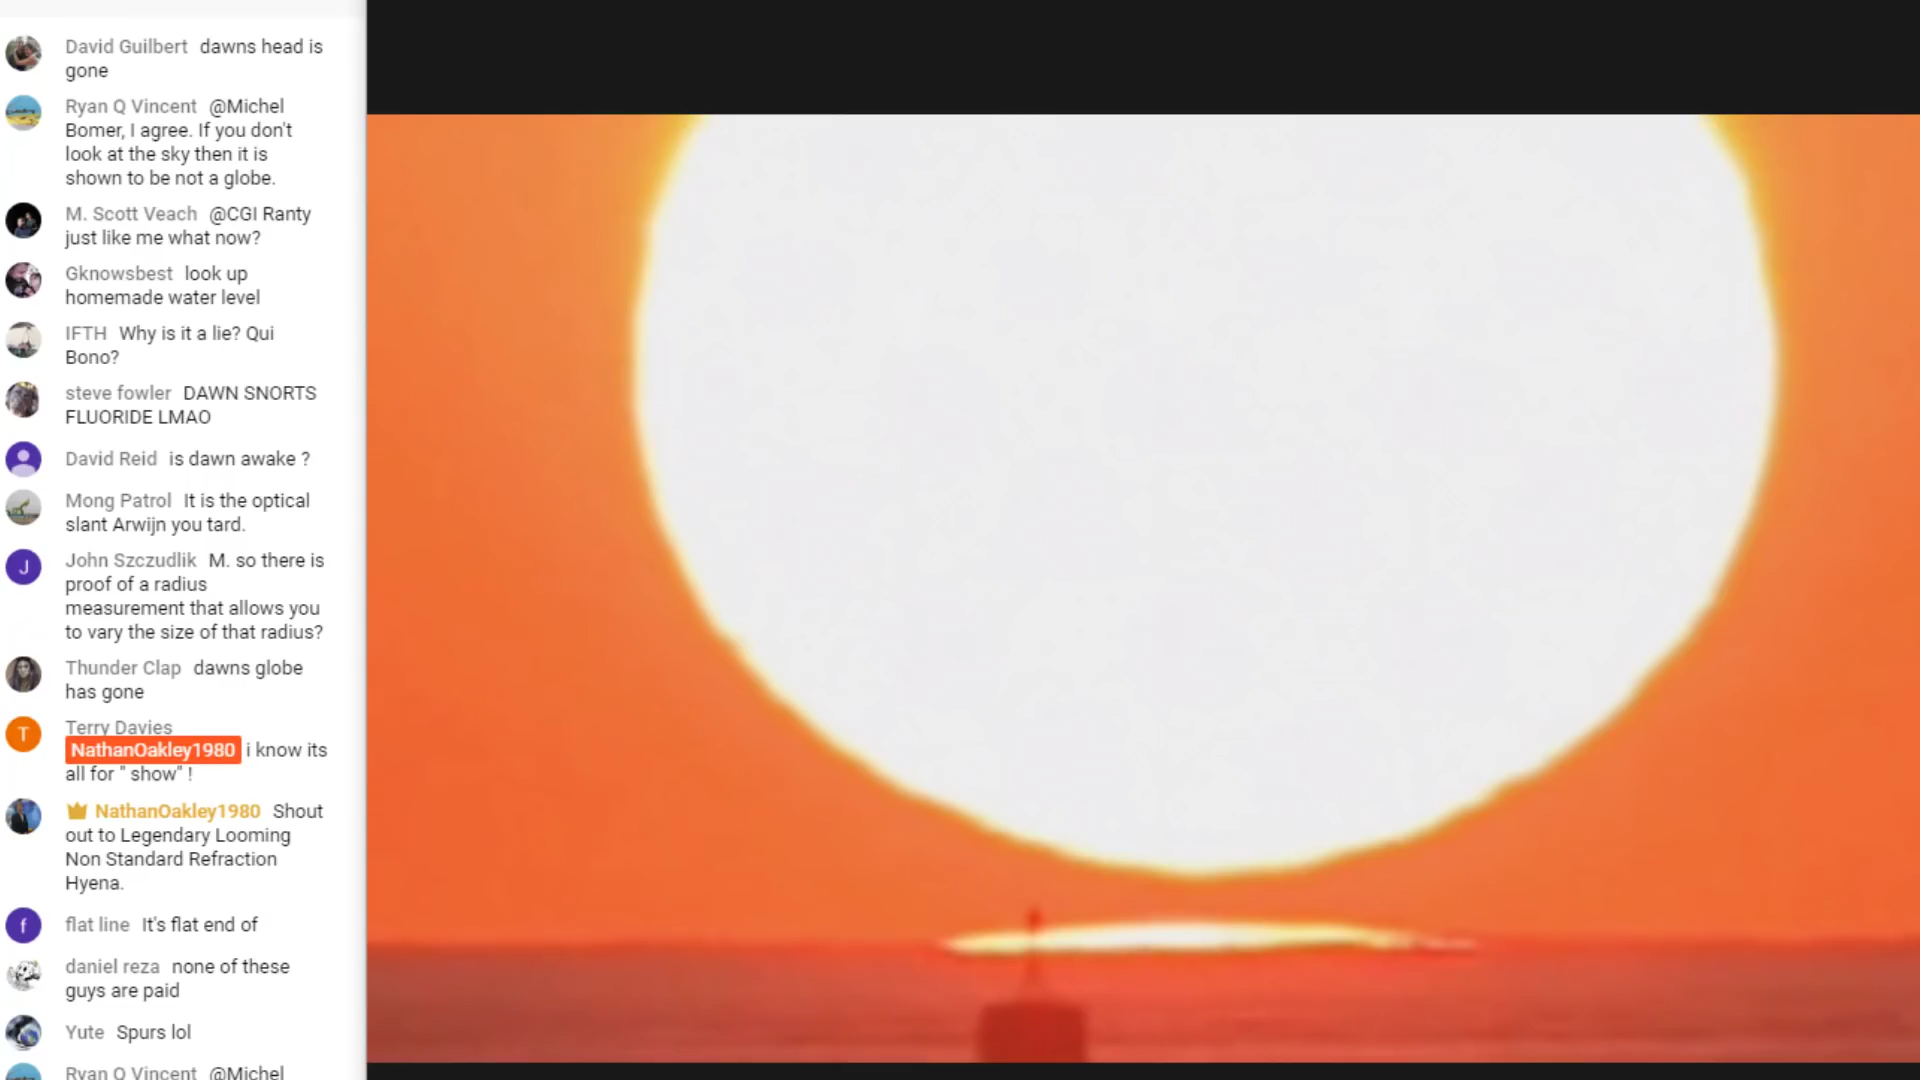 David Guilbert dawns head is
gone
Ryan Q Vincent @Michel
Bomer, I agree. If you don't
look at the sky then it is
shown to be not a globe.
M. Scott Veach @CGI Ranty
just like me what now?
Gknowsbest look up
homemade water level
IFTH Why is it a lie? Qui
Bono?
steve fowler DAWN SNORTS
FLUORIDE LMAO
David Reid is dawn awake ?
Mong Patrol It is the optical
slant Arwijn you tard.
J
John Szczudlik M. so there is
proof of a radius
measurement that allows you
to vary the size of that radius?
Thunder Clap dawns globe
has gone
T
Terry Davies
NathanOakley1980 i know its
all for " show" !
NathanOakley1980 Shout
out to Legendary Looming
Non Standard Refraction
Hyena.
f
flat line It's flat end of
daniel reza none of these
guys are paid
Yute Spurs lol
Ryan Q Vincent @Michel